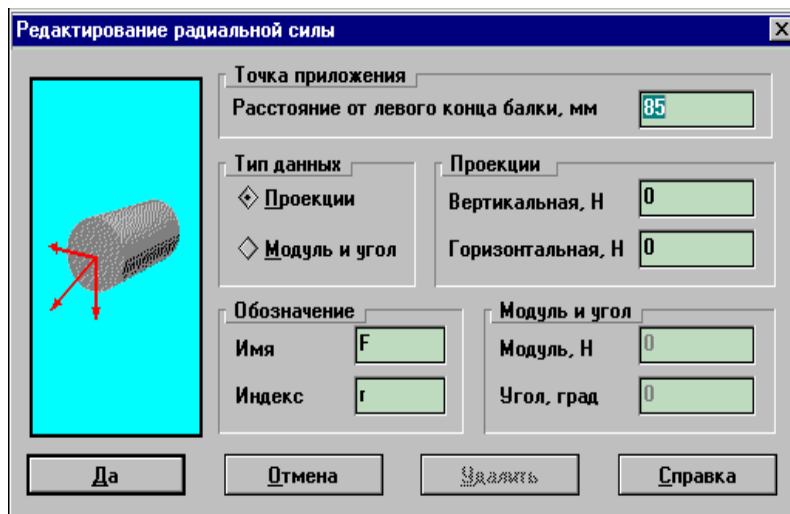 Редактирование радиальной силы
Точка приложения
Расстояние от левого конца балки, мм 85
Тип данных
Проекции
Модуль и угол
Проекции
Вертикальная, Н 0
Горизонтальная, Н 0
Обозначение
Имя F
Индекс r
Модуль и угол
Модуль, Н 0
Угол, град 0
Да Отмена Удалить Справка